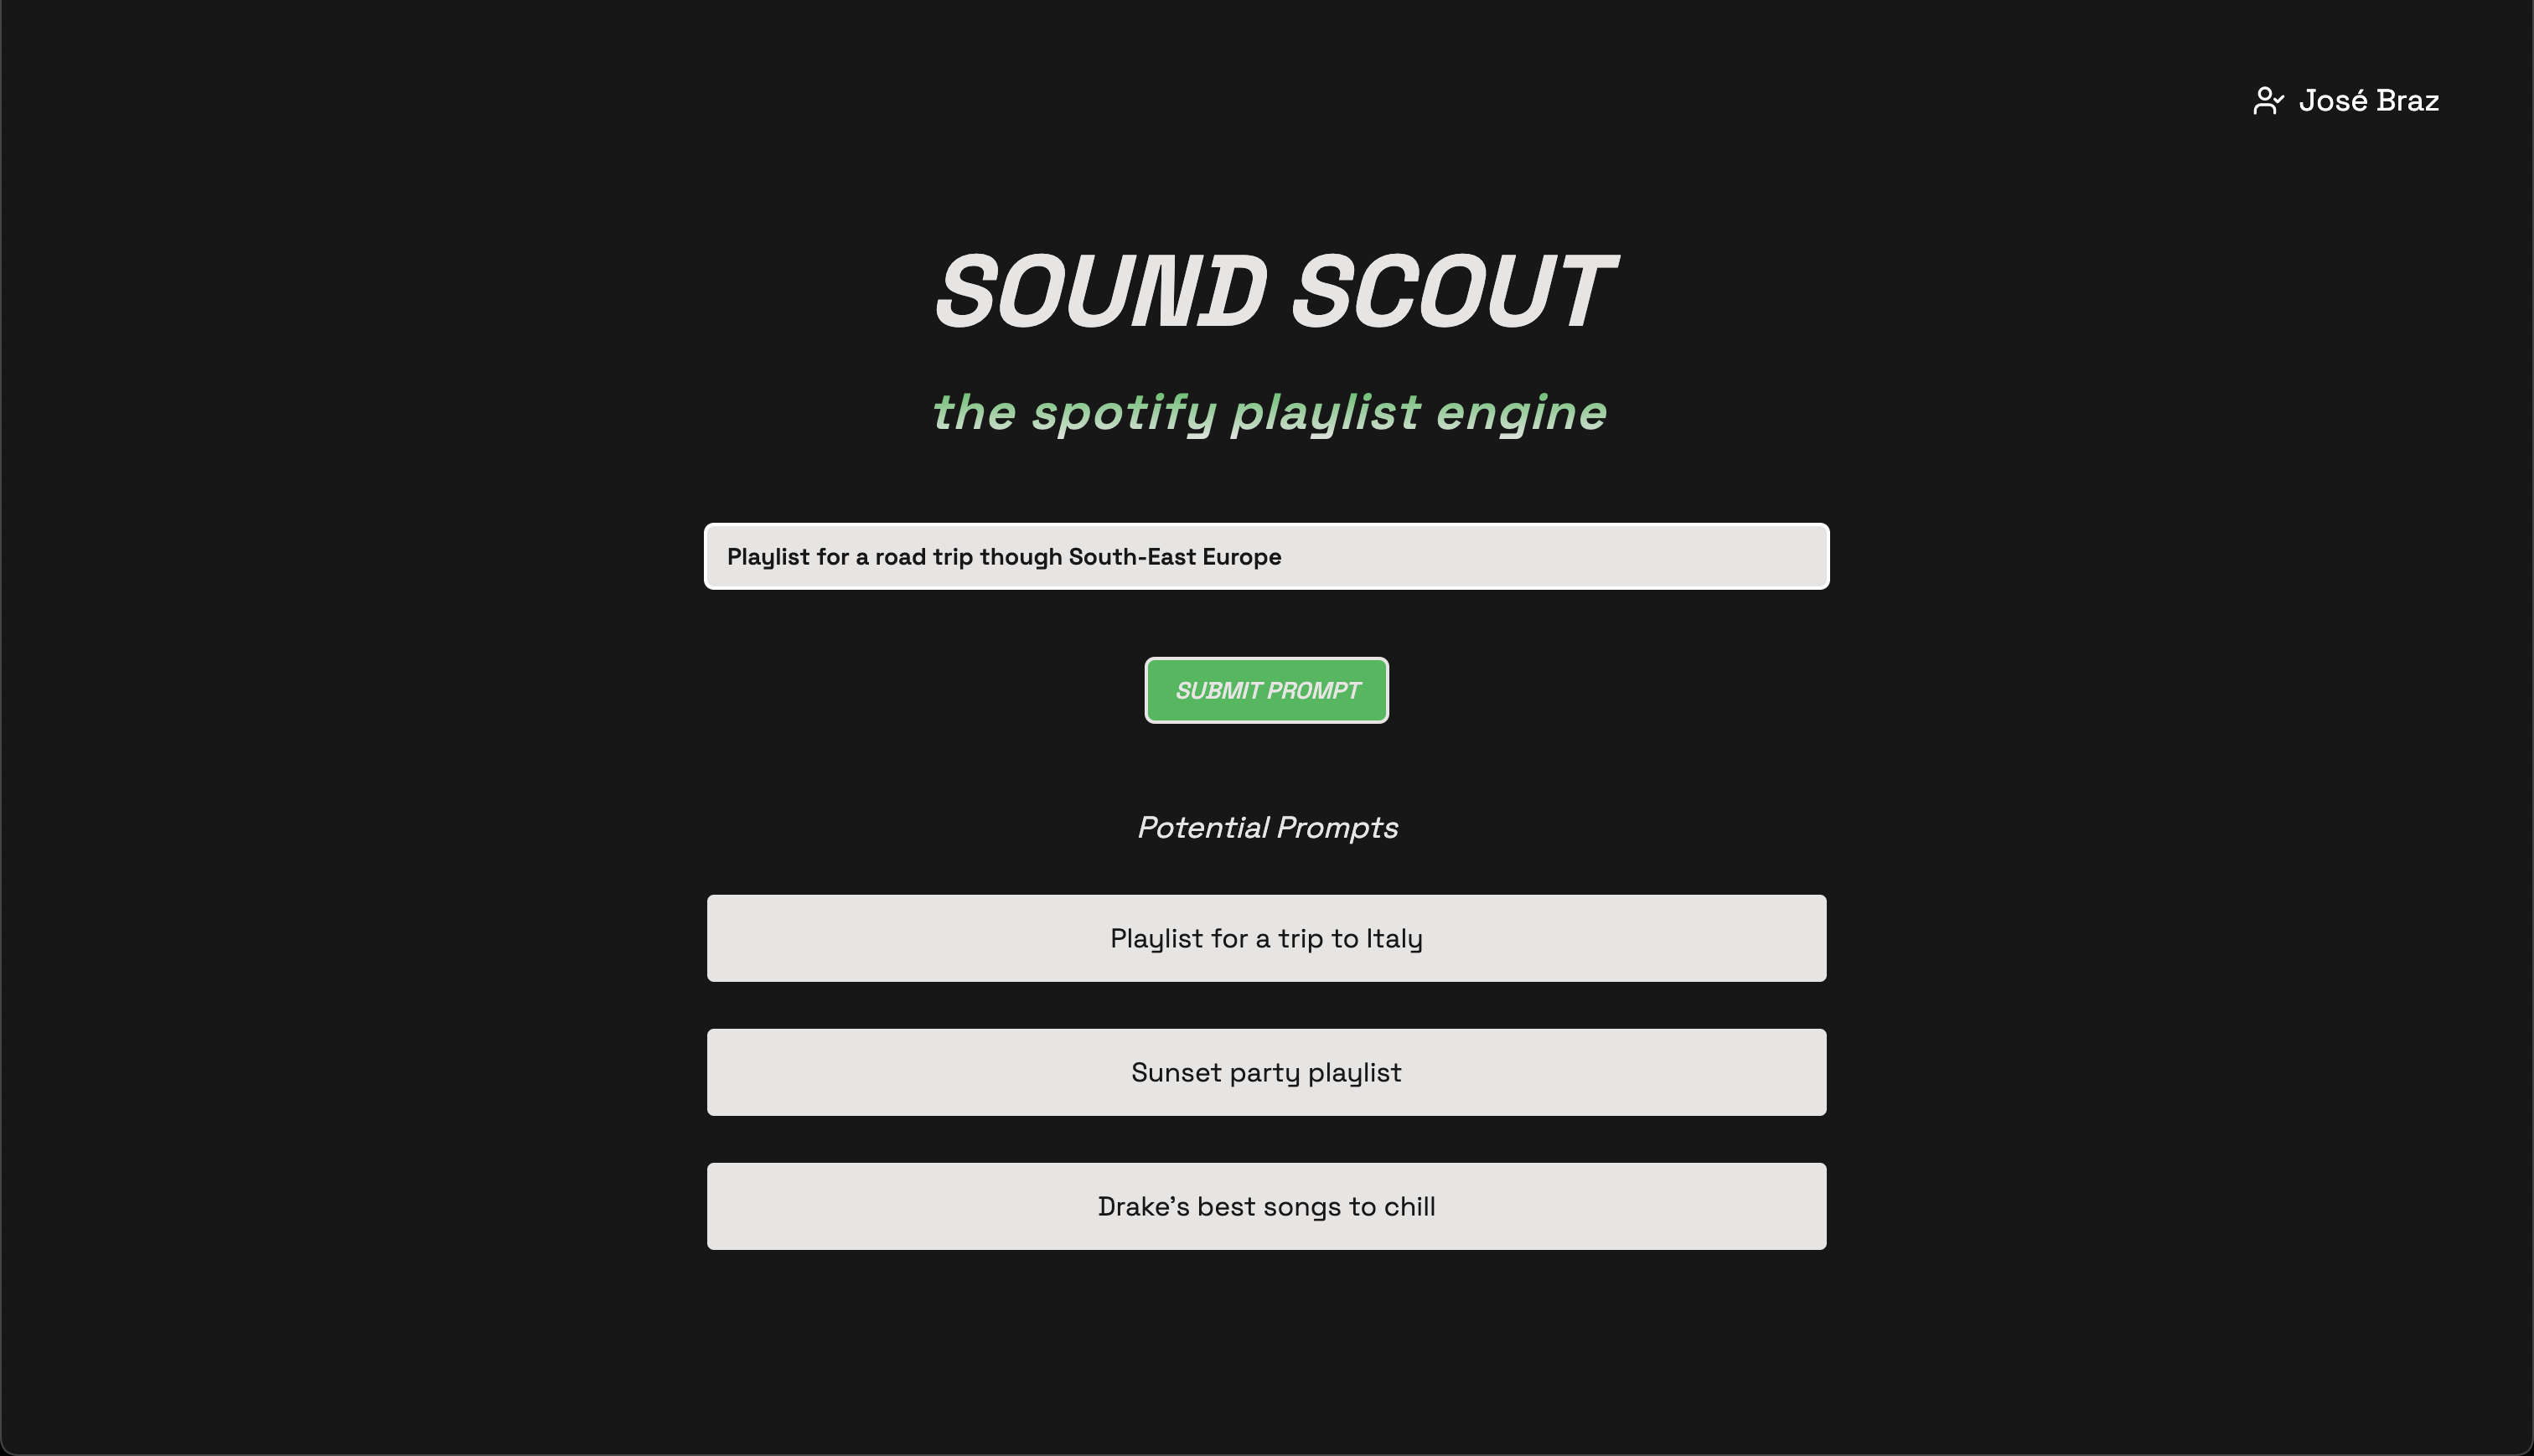 José Braz
SOUND SCOUT
the spotify playlist engine
Playlist for a road trip though South-East Europe
SUBMIT PROMPT
Potential Prompts
Playlist for a trip to Italy
Sunset party playlist
Drake’s best songs to chill